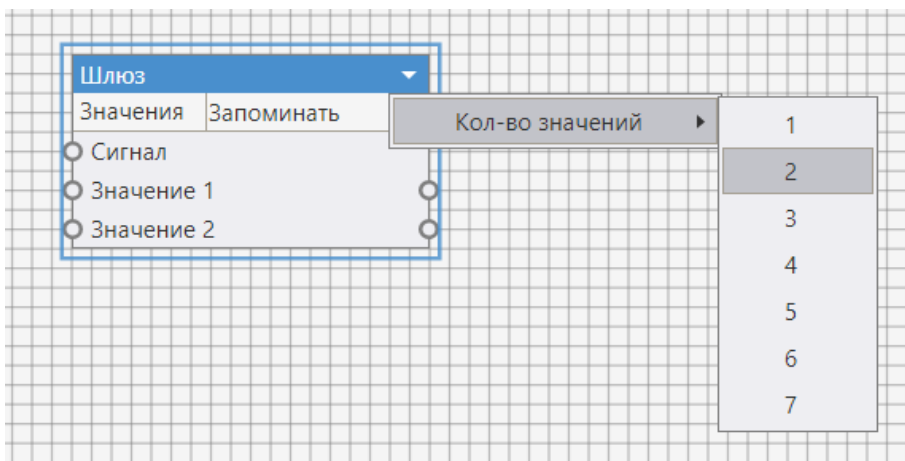 Шлюз
Значения Запоминать
Кол-во значений
Сигнал
Значение 1
Значение 2
1
2
3
4
5
6
7